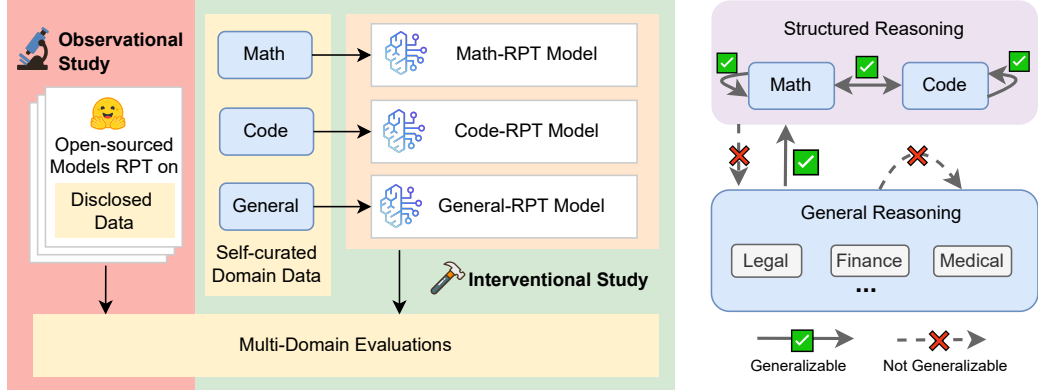 Observational
Study
Open-sourced
Models RPT on
Disclosed
Data
Math
Code
General
Self-curated
Domain Data
Math-RPT Model
Code-RPT Model
General-RPT Model
Interventional Study
Multi-Domain Evaluations
Structured Reasoning
Math
Code
General Reasoning
Legal
Finance
Medical
...
Generalizable
Not Generalizable